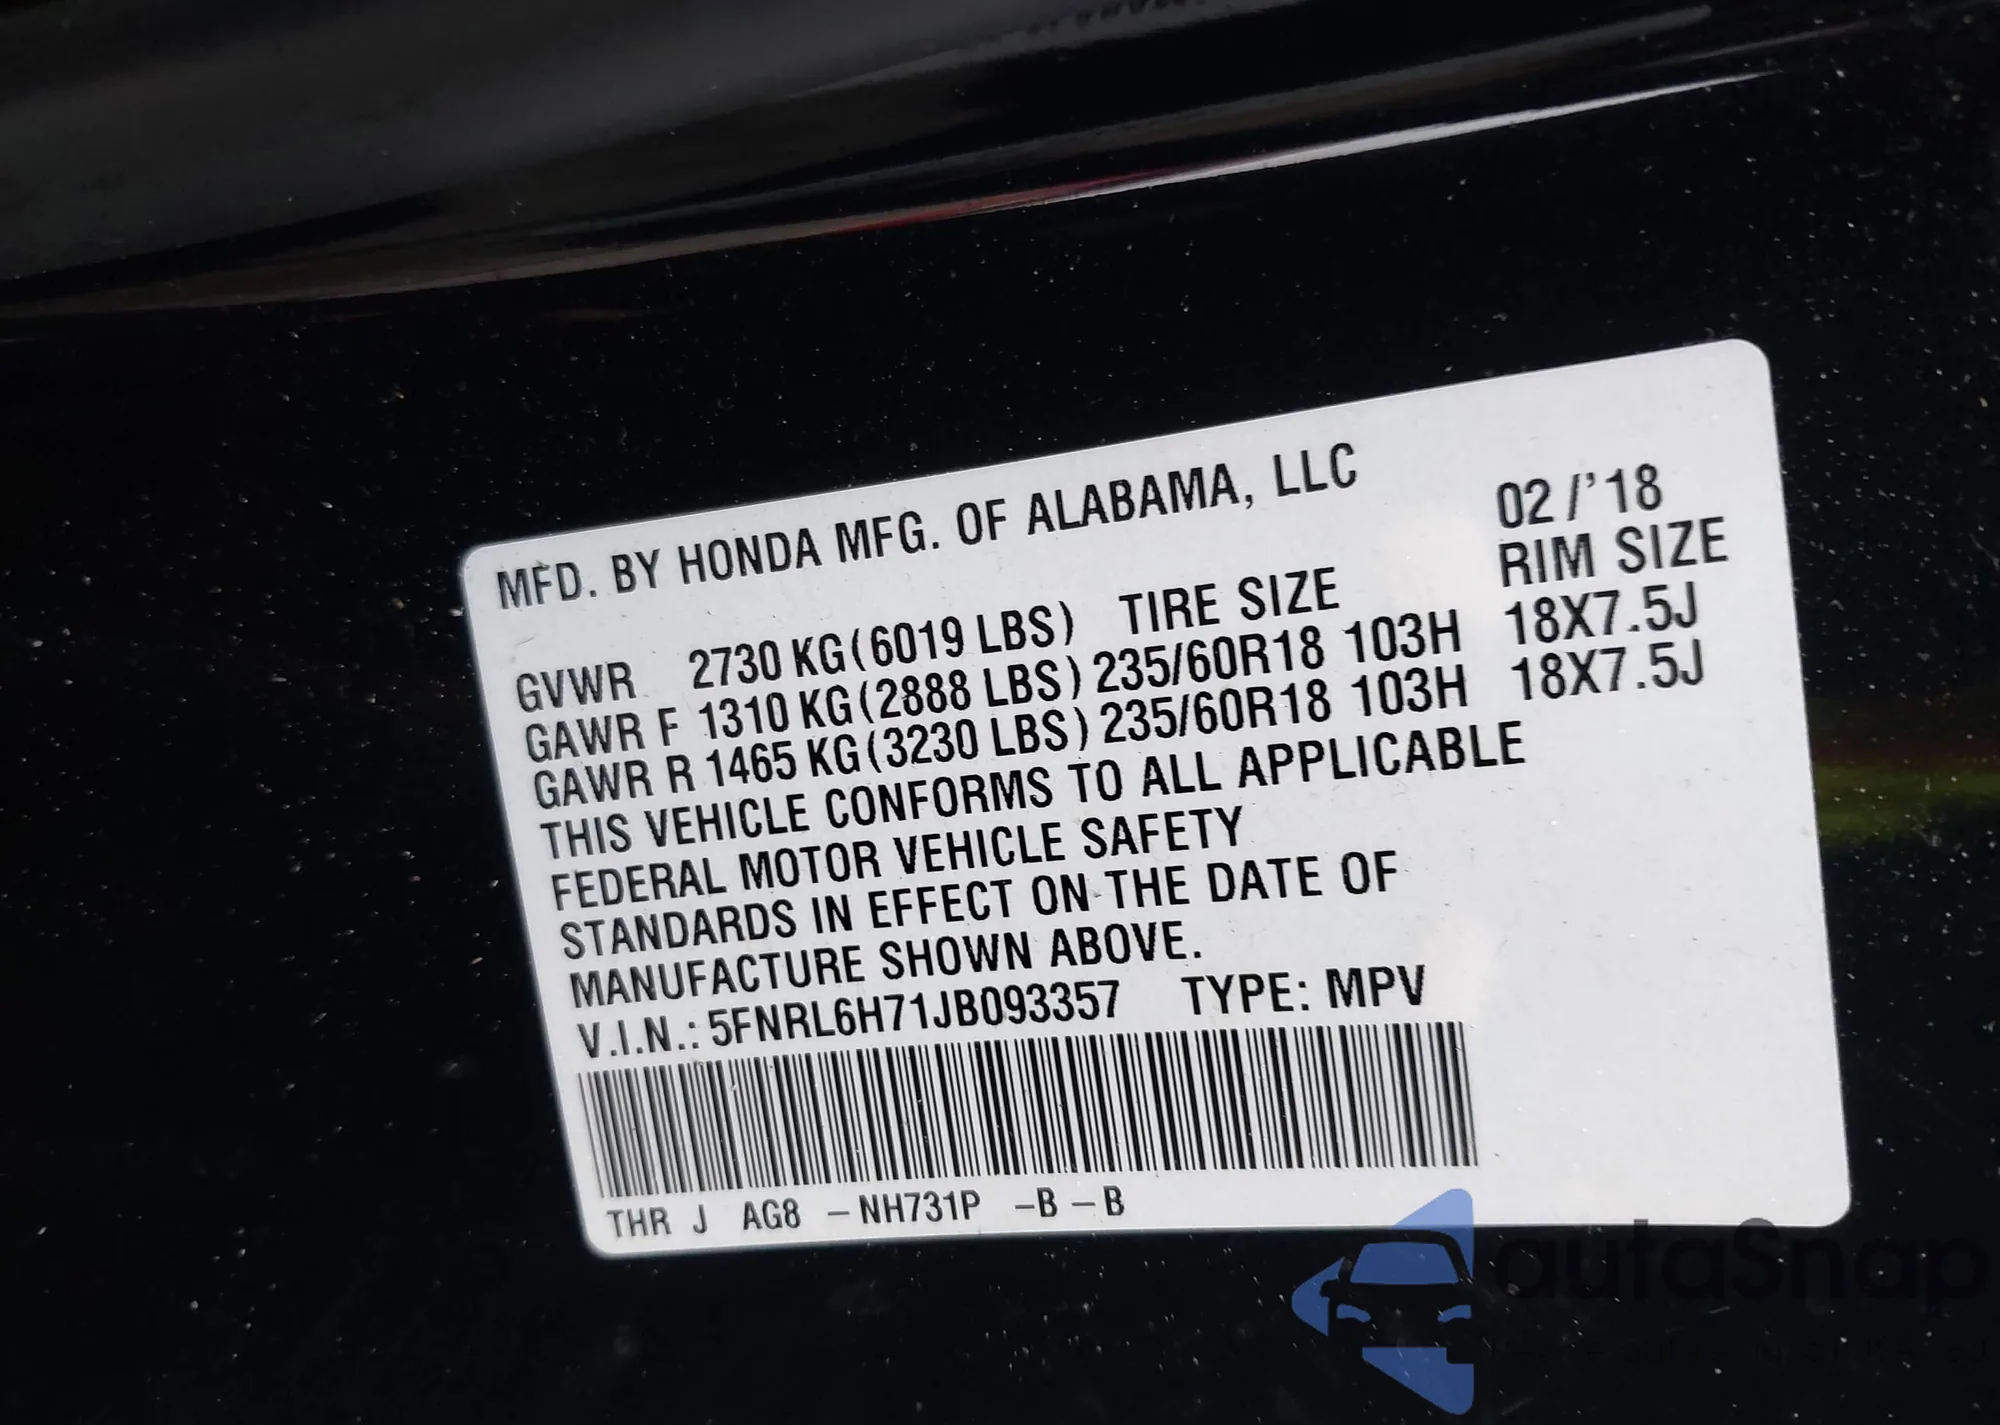 MFD. BY HONDA MFG. OF ALABAMA, LLC 02/'18
GVWR 2730 KG(6019 LBS) TIRE SIZE RIM SIZE
GAWR F 1310 KG(2888 LBS) 235/60R18 103H 18X7.5J
GAWR R 1465 KG(3230 LBS) 235/60R18 103H 18X7.5J
THIS VEHICLE CONFORMS TO ALL APPLICABLE
FEDERAL MOTOR VEHICLE SAFETY
STANDARDS IN EFFECT ON THE DATE OF
MANUFACTURE SHOWN ABOVE.
V.I.N.: 5FNRL6H71JB093357 TYPE: MPV
THR J AG8 –NH731P –B –B
autaSnap